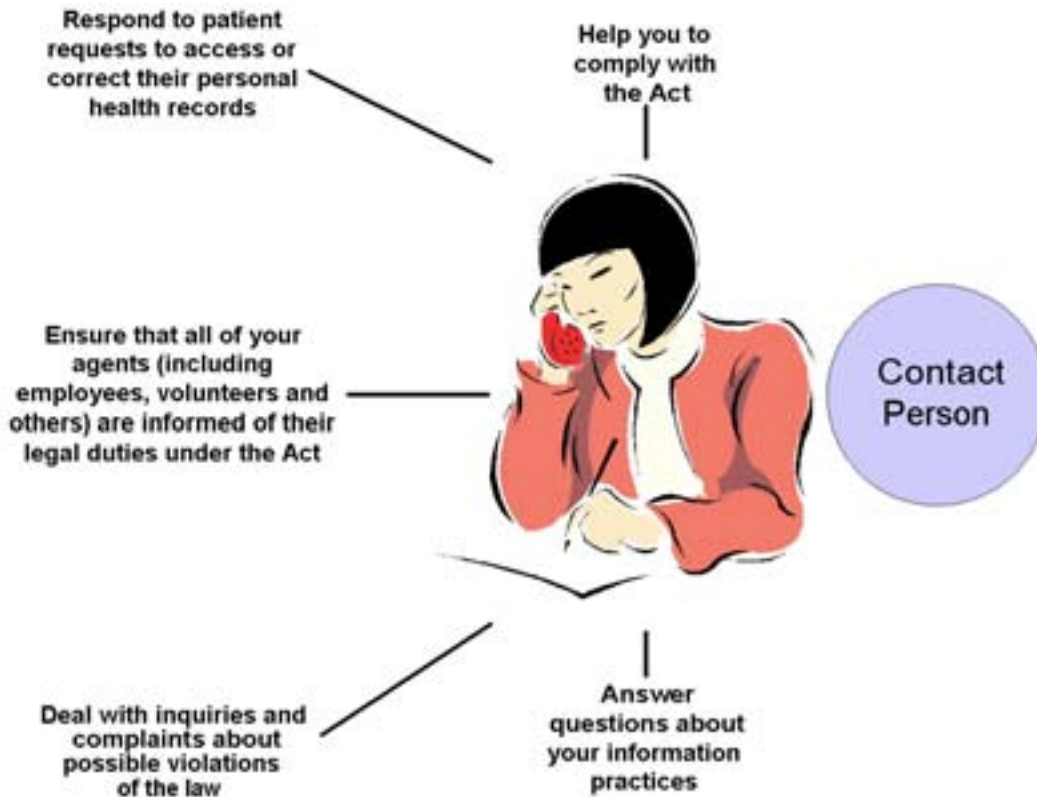 Respond to patient
requests to access or
correct their personal
health records
Help you to
comply with
the Act
Ensure that all of your
agents (including
employees, volunteers and
others) are informed of their
legal duties under the Act
Contact
Person
Deal with inquiries and
complaints about
possible violations
of the law
Answer
questions about
your information
practices